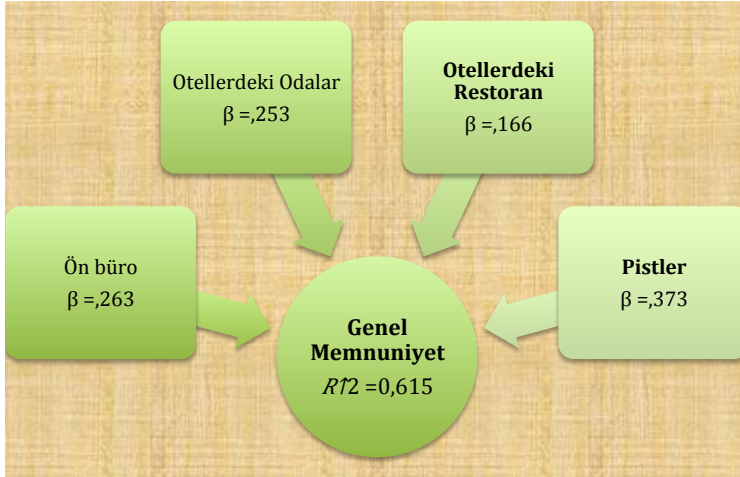 Otellerdeki Odalar
β =,253
Otellerdeki
Restoran
β =,166
Ön büro
β =,263
Pistler
β =,373
Genel
Memnuniyet
R⇑2 =0,615